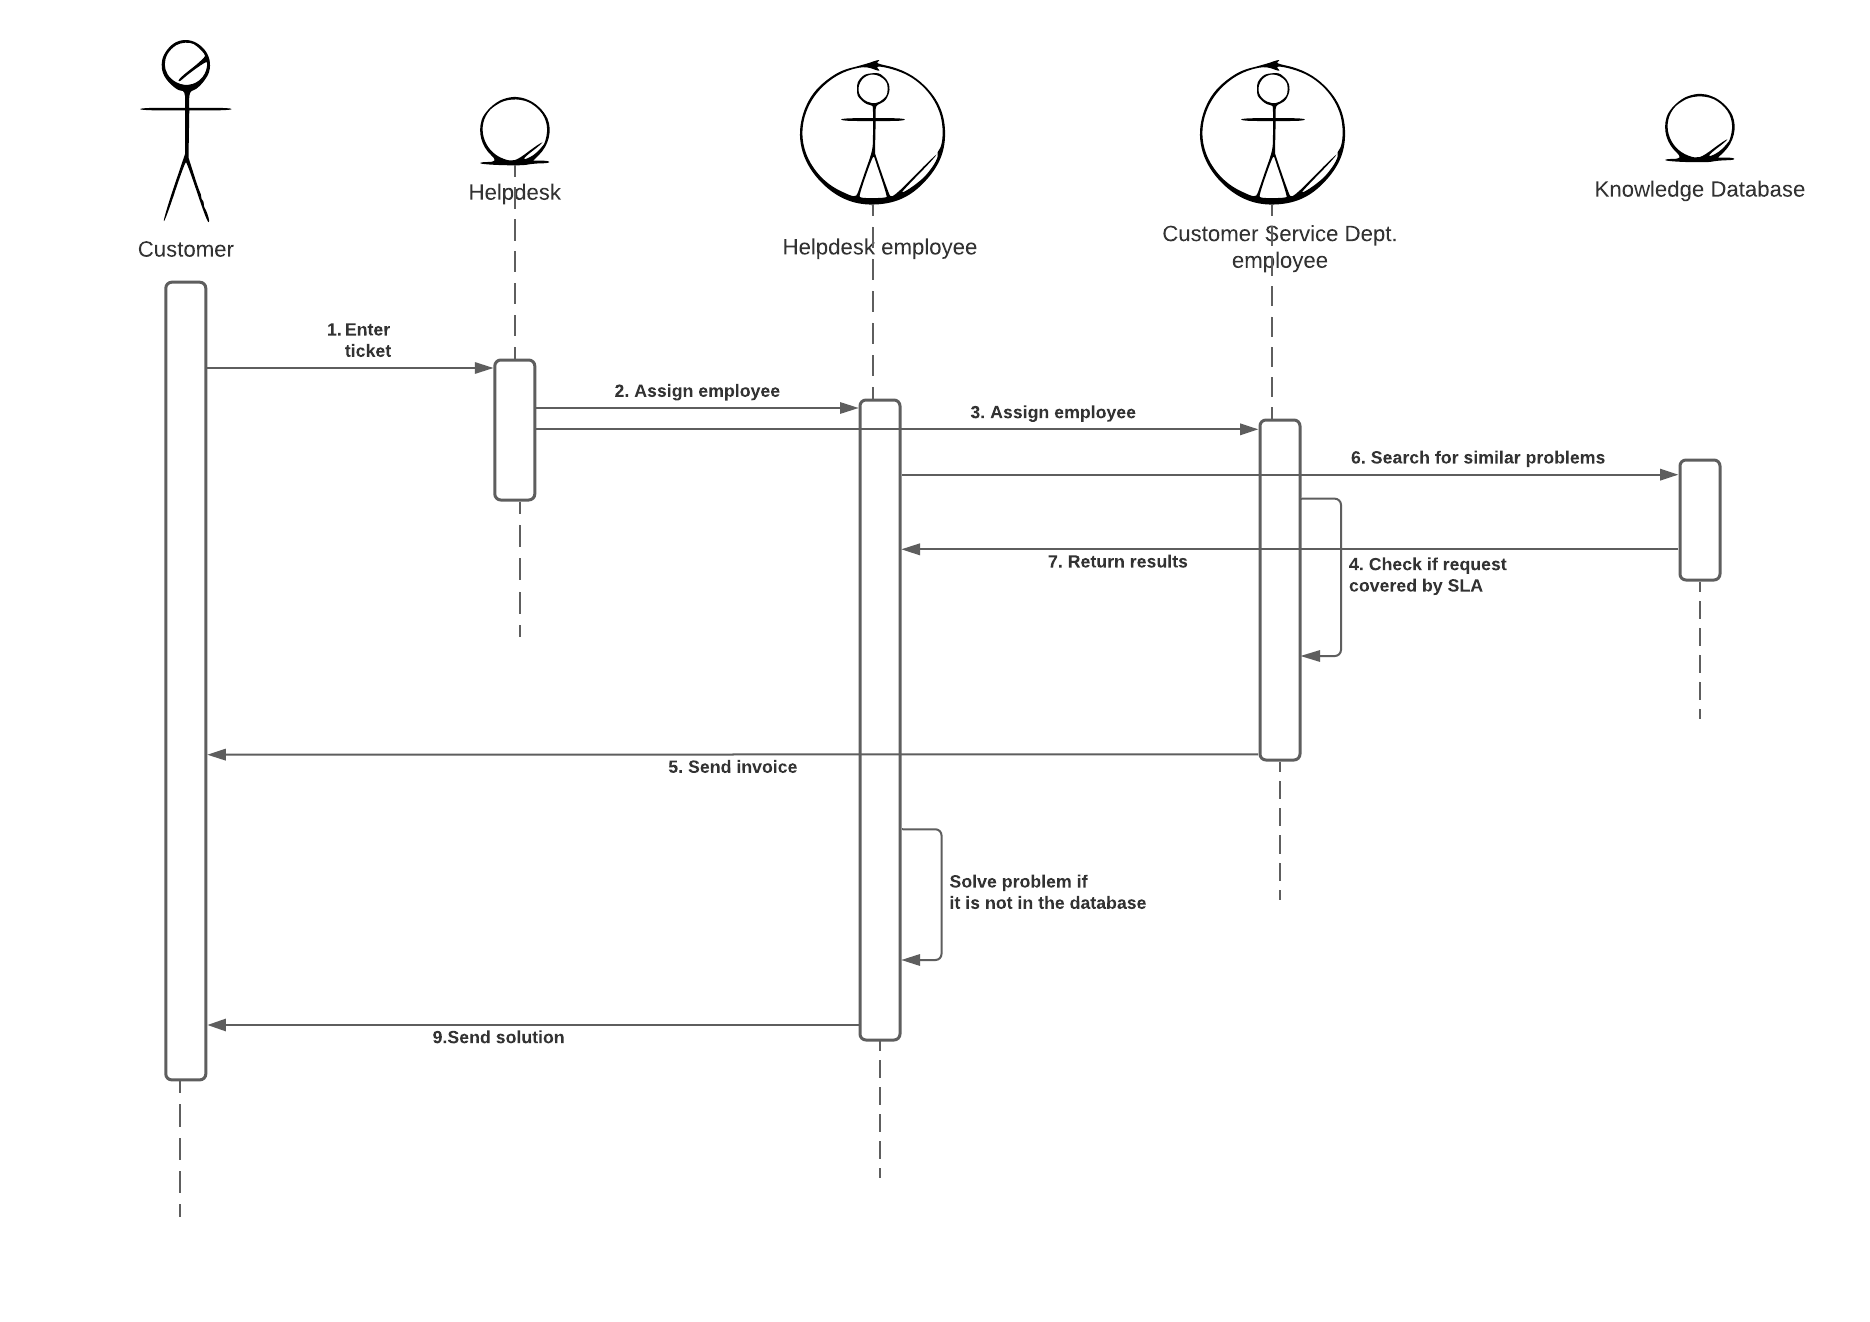 Customer
Helpdesk
Helpdesk employee
Customer Service Dept.
employee
Knowledge Database
1. Enter
ticket
2. Assign employee
3. Assign employee
6. Search for similar problems
7. Return results
4. Check if request
covered by SLA
5. Send invoice
Solve problem if
it is not in the database
9.Send solution